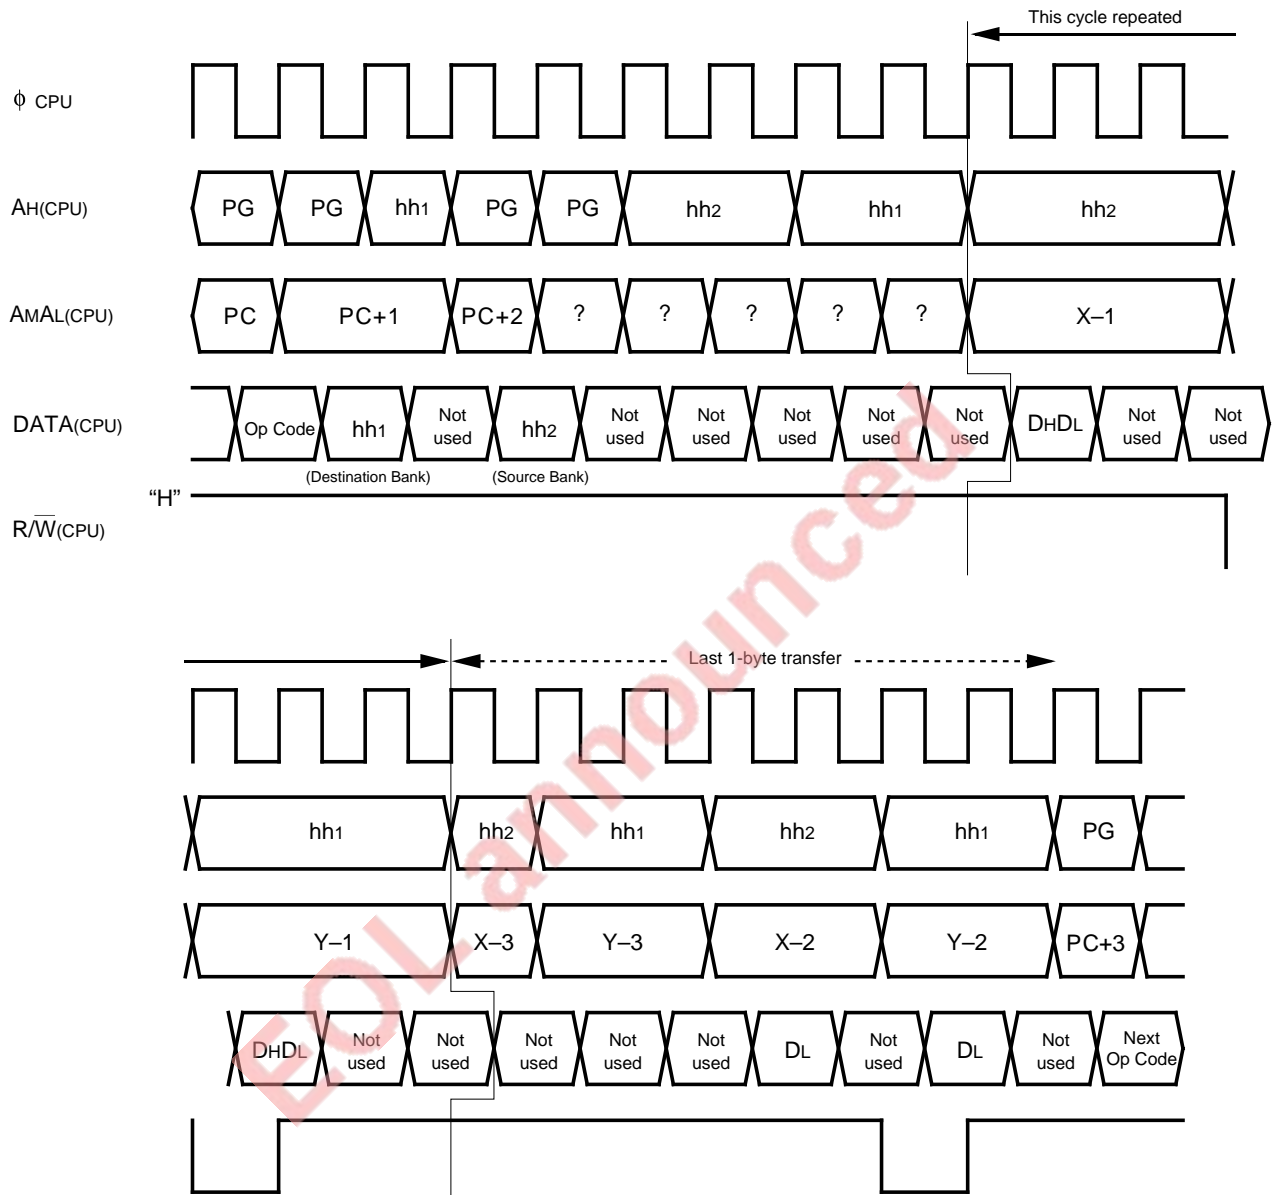 This cycle repeated
ϕ CPU
AH(CPU) PG PG hh1 PG PG hh2 hh1 hh2
AMAL(CPU) PC PC+1 PC+2 ? ? ? ? ? X–1
DATA(CPU) Op Code hh1 Not used hh2 Not used Not used Not used Not used Not used DHDL Not used Not used
(Destination Bank) (Source Bank)
“H”
R/W̅(CPU)
Last 1-byte transfer
hh1 hh2 hh1 hh2 hh1 PG
Y–1 X–3 Y–3 X–2 Y–2 PC+3
DHDL Not used Not used Not used Not used Not used DL Not used DL Not used Next Op Code
EOL announced